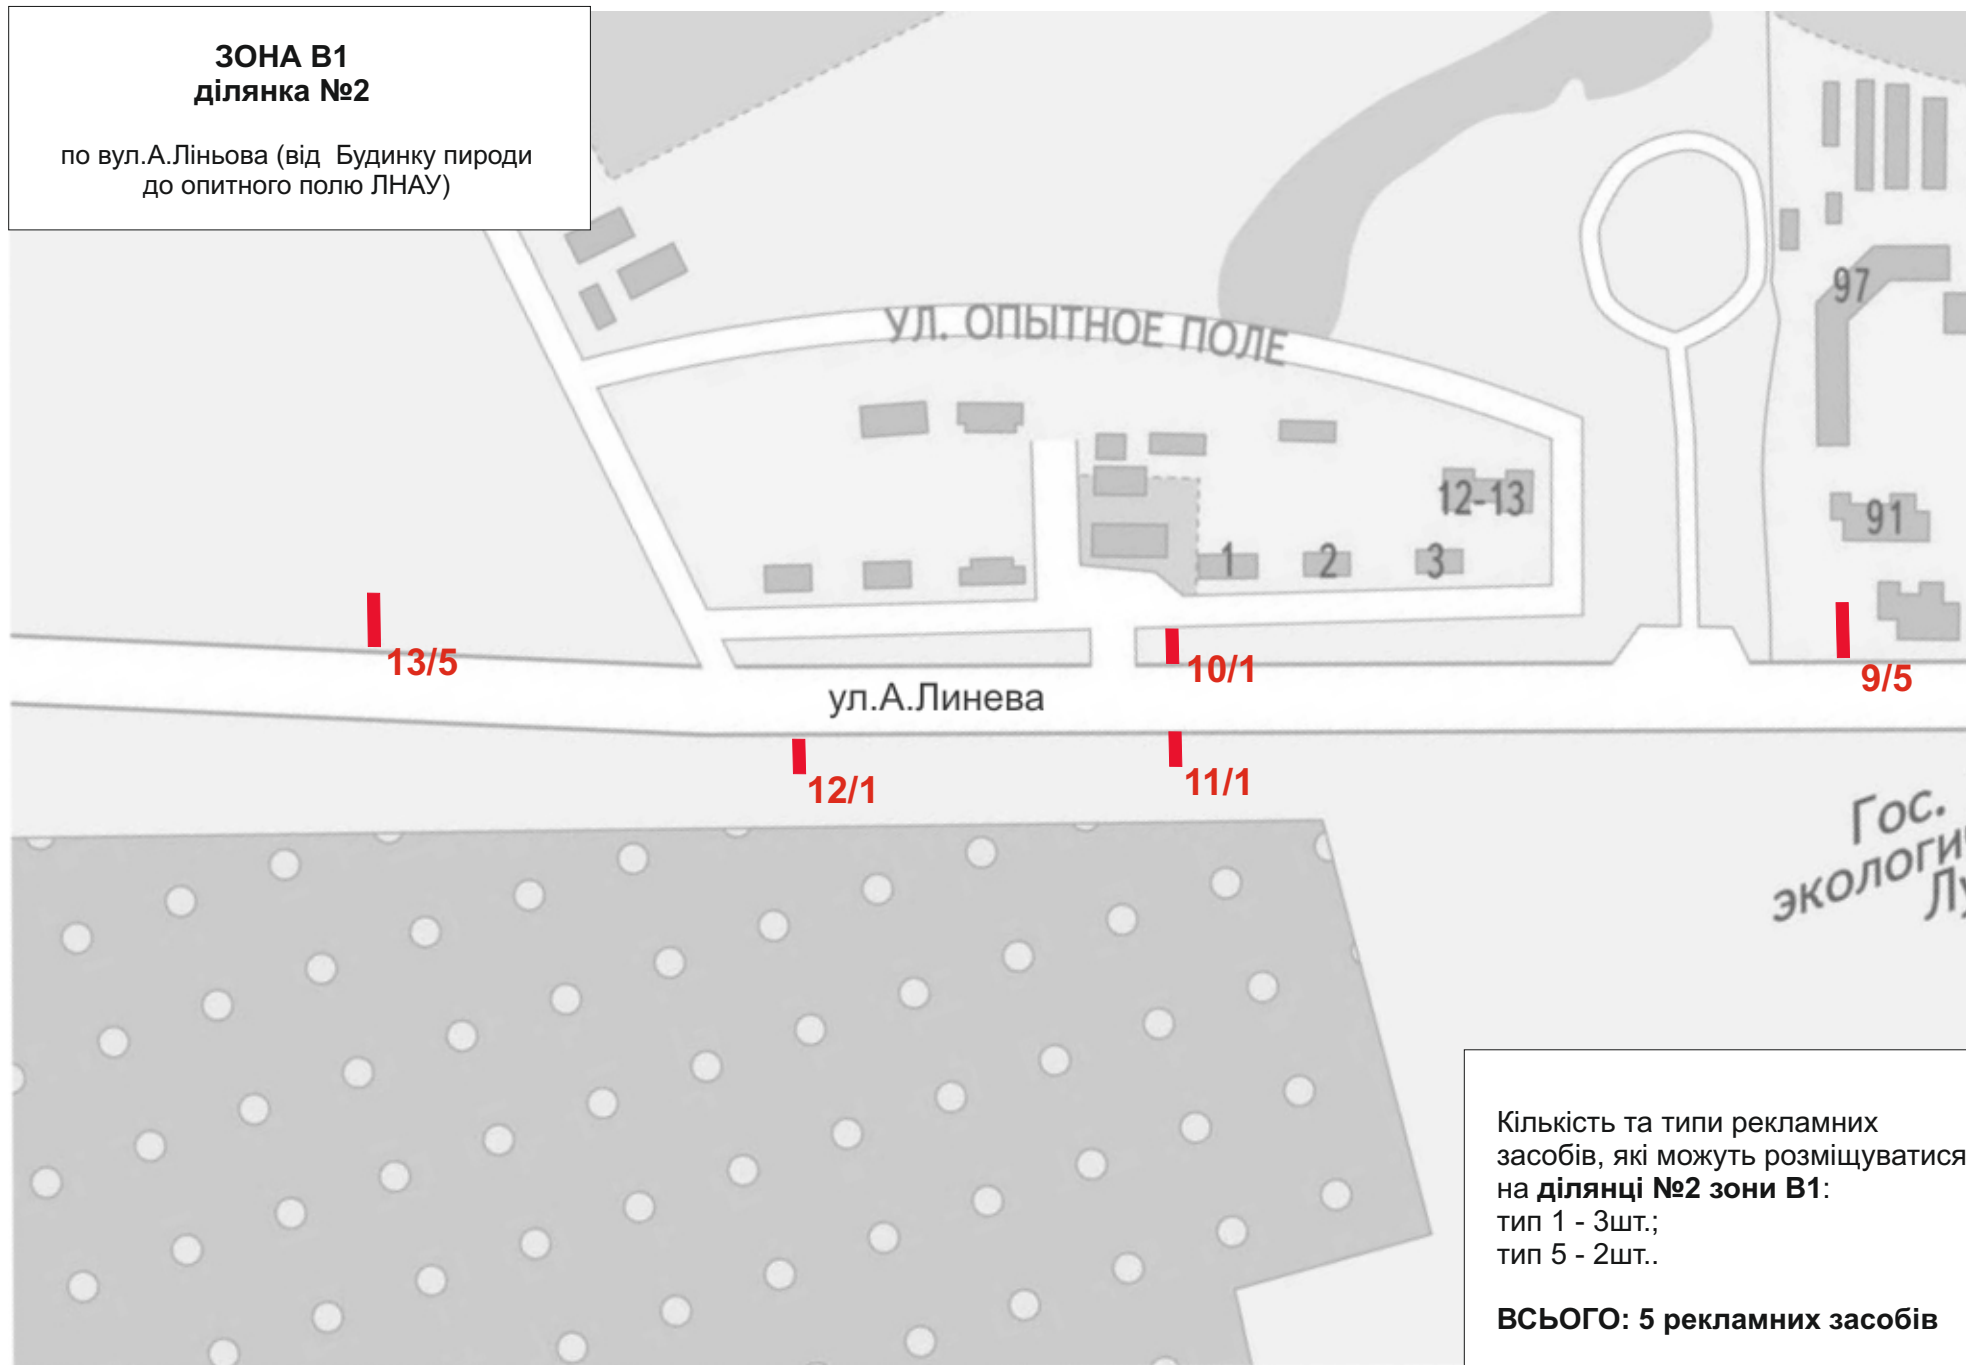 ЗОНА В1
ділянка №2
по вул.А.Ліньова (від Будинку пироди
до опитного полю ЛНАУ)
УЛ. ОПЫТНОЕ ПОЛЕ
97
12-13
91
1
2
3
13/5
10/1
9/5
ул.А.Линева
12/1
11/1
Гос.
экологи
Лу
Кількість та типи рекламних
засобів, які можуть розміщуватися
на ділянці №2 зони В1:
тип 1 - 3шт.;
тип 5 - 2шт..
ВСЬОГО: 5 рекламних засобів